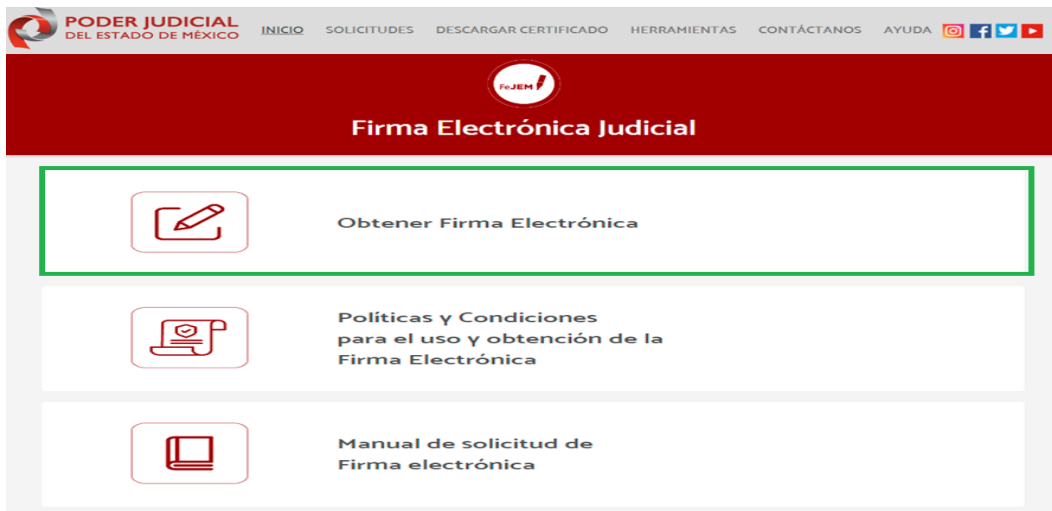 PODER JUDICIAL
DEL ESTADO DE MÉXICO
INICIO SOLICITUDES DESCARGAR CERTIFICADO HERRAMIENTAS CONTÁCTANOS AYUDA
FeJEM
Firma Electrónica Judicial
Obtener Firma Electrónica
Políticas y Condiciones
para el uso y obtención de la
Firma Electrónica
Manual de solicitud de
Firma electrónica